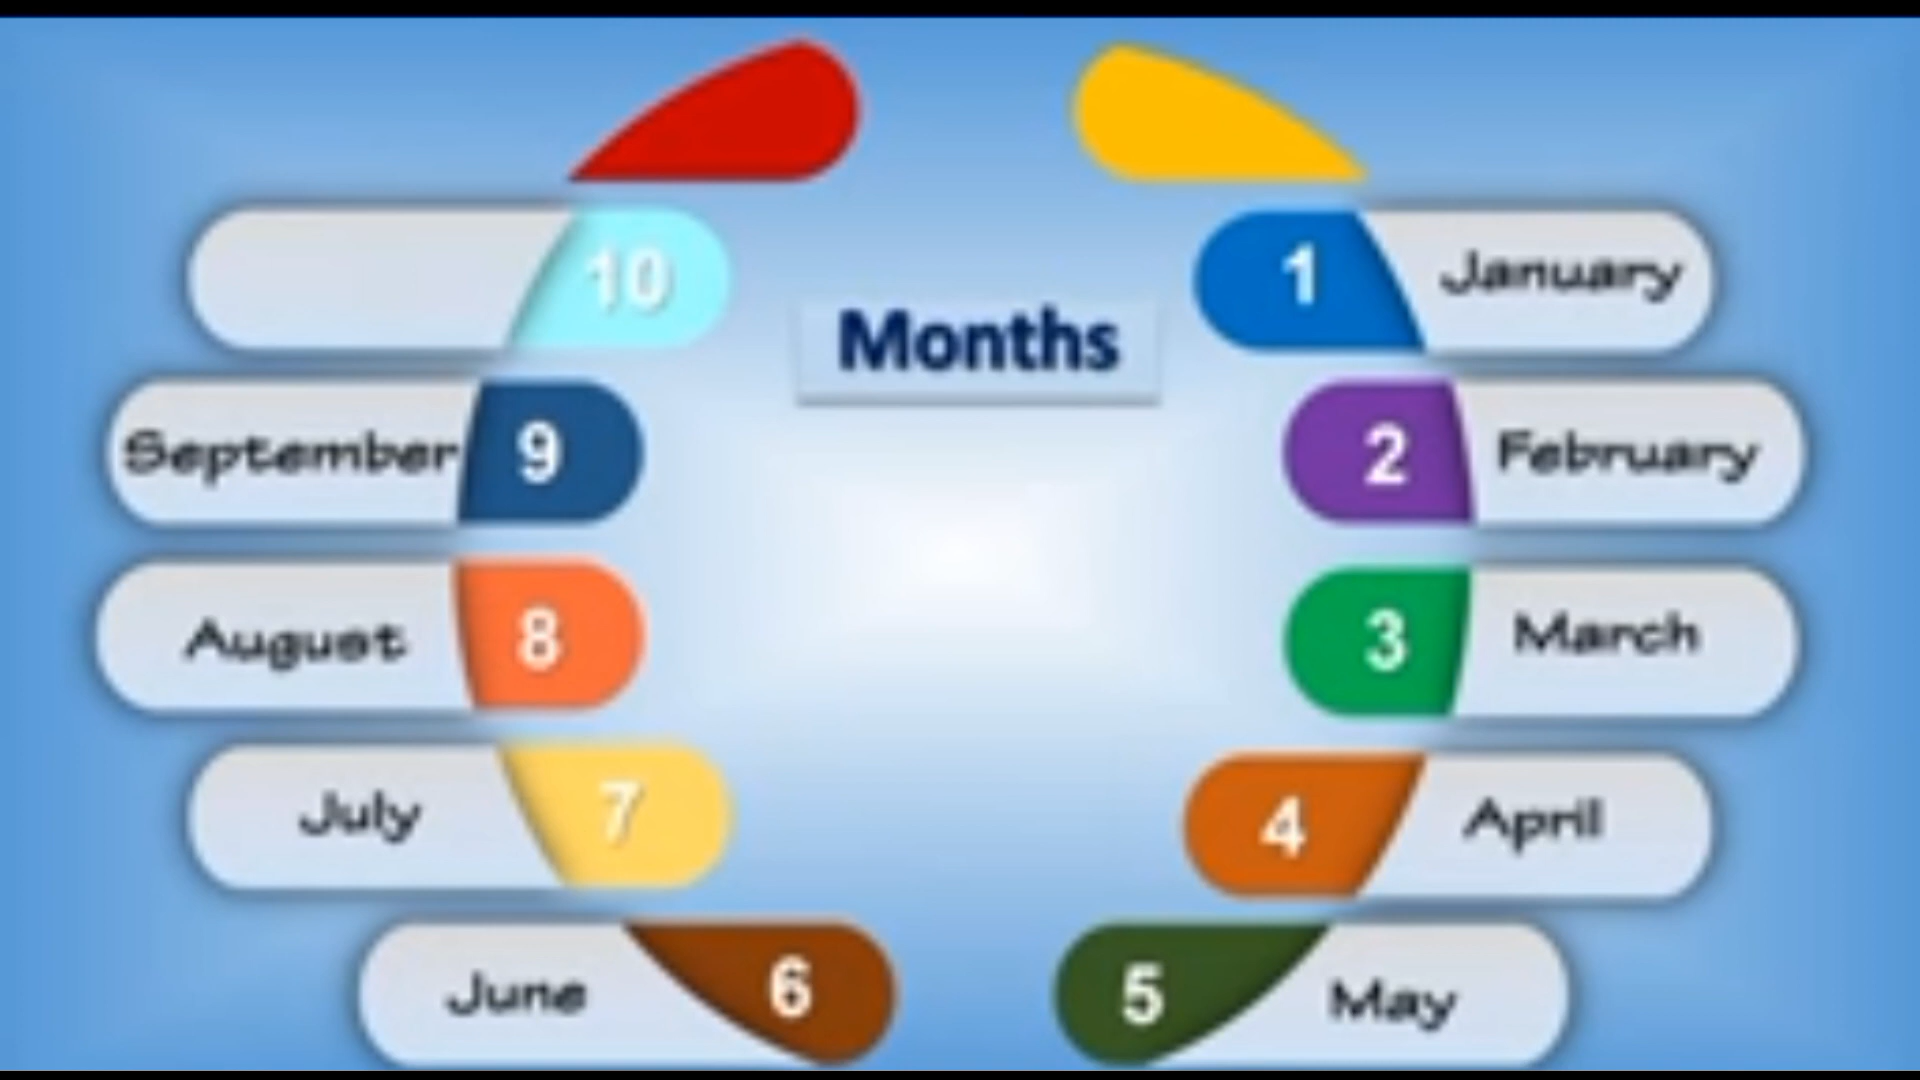 Months
1 January
2 February
3 March
4 April
5 May
6 June
7 July
8 August
9 September
10